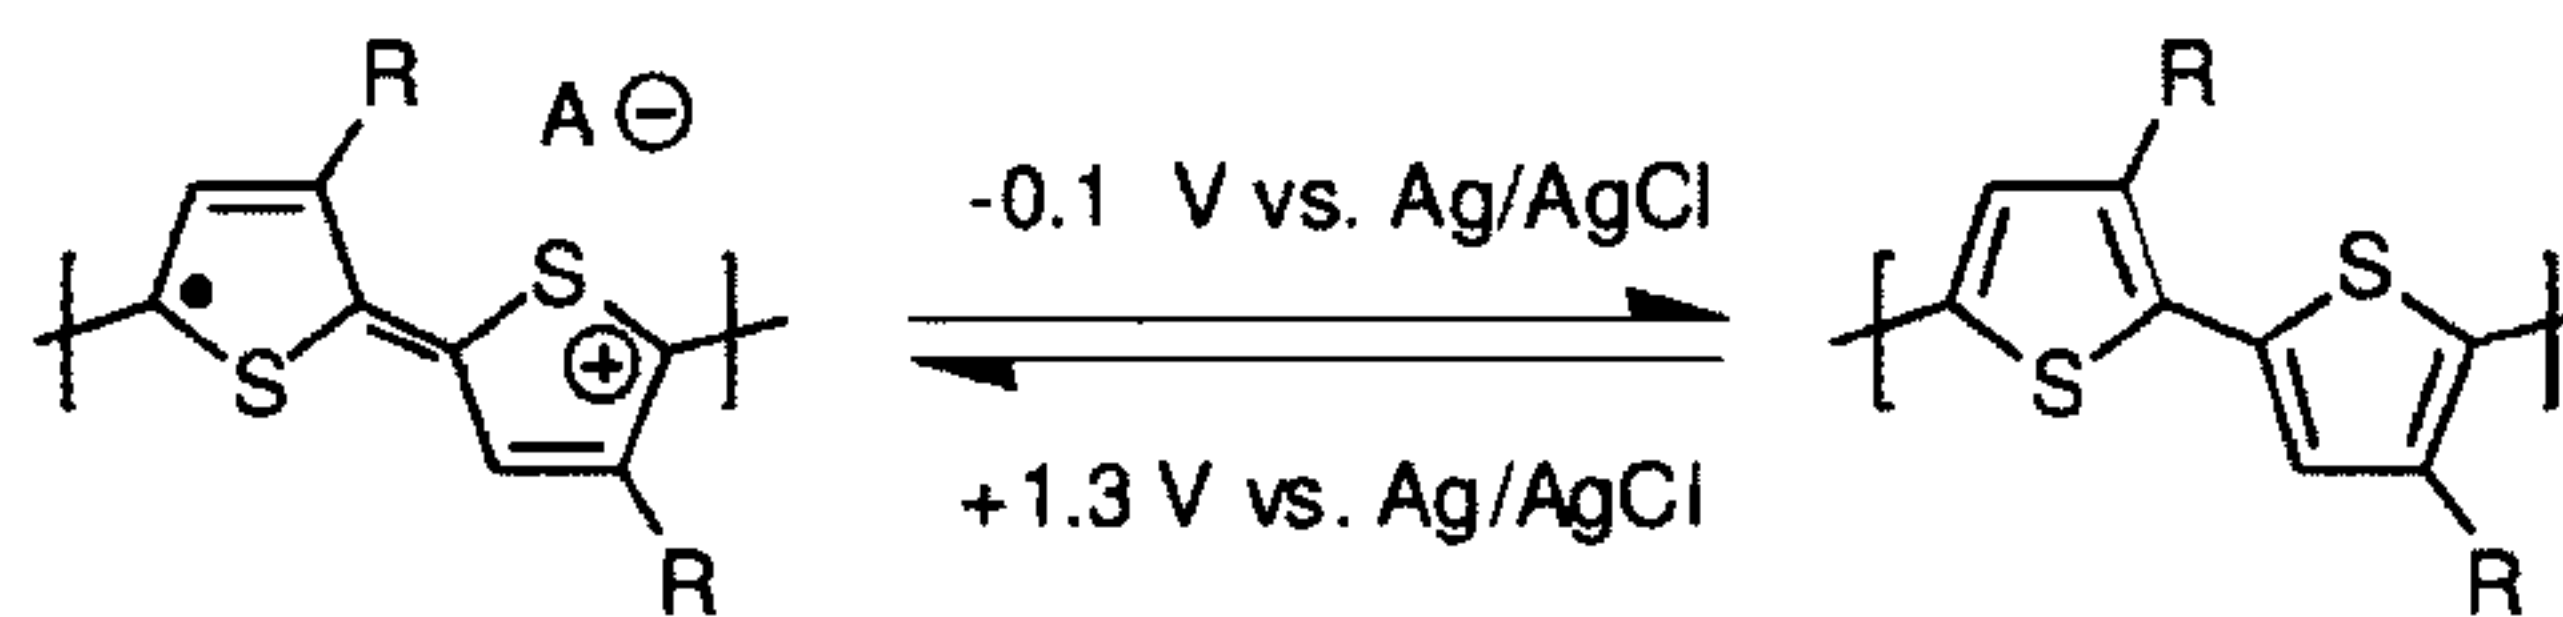 R
A ⊖
R
-0.1 V vs. Ag/AgCl
S
S
S
⊕
S
+1.3 V vs. Ag/AgCl
R
R